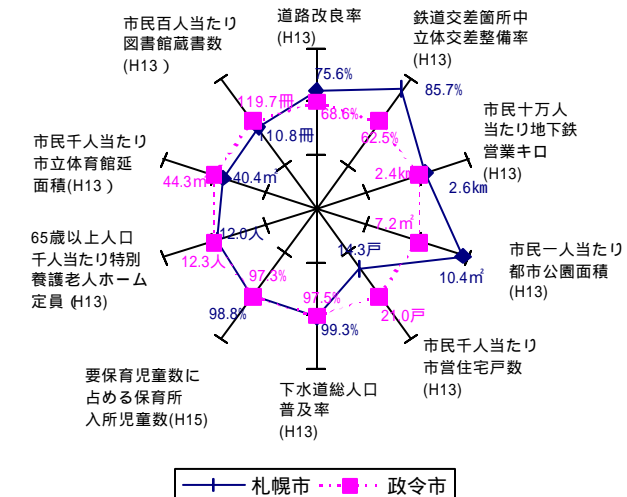 道路改良率
(H13)
鉄道交差箇所中
立体交差整備率
(H13)
市民百人当たり
図書館蔵書数
(H13 )
75.6%
85.7%
119.7冊
68.6%
110.8冊
62.5%
市民十万人
当たり地下鉄
営業キロ
(H13)
市民千人当たり
市立体育館延
面積(H13 )
44.3㎡
40.4㎡
2.4km
2.6km
65歳以上人口
千人当たり特別
養護老人ホーム
定員 (H13)
12.0人
12.3人
7.2㎡
14.3戸
10.4㎡
市民一人当たり
都市公園面積
(H13)
97.3%
98.8%
97.5%
99.3%
21.0戸
市民千人当たり
市営住宅戸数
(H13)
要保育児童数に
占める保育所
入所児童数(H15)
下水道総人口
普及率
(H13)
札幌市
政令市